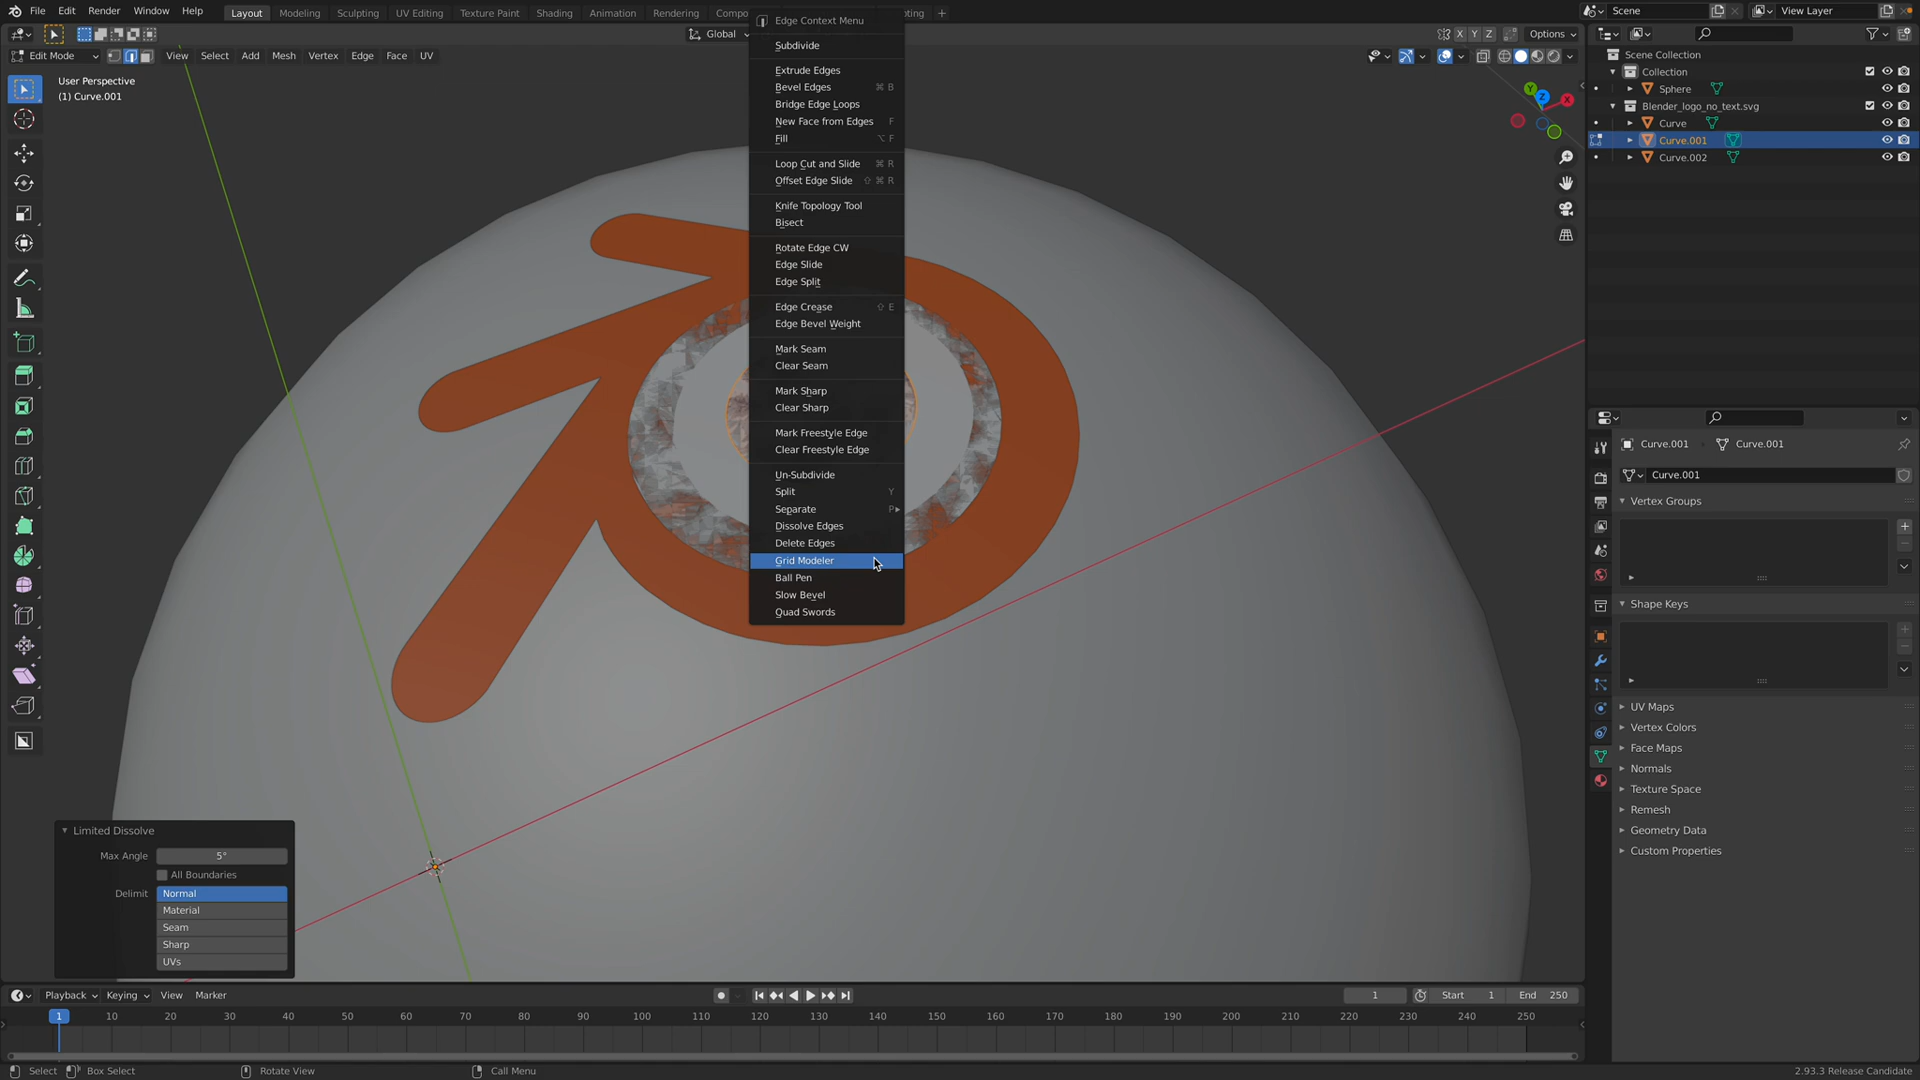 File Edit Render Window Help
Layout Modeling Sculpting UV Editing Texture Paint Shading Animation Rendering Compo ting +
Scene View Layer
Global X Y Z Options
Edit Mode View Select Add Mesh Vertex Edge Face UV
User Perspective
(1) Curve.001
Edge Context Menu
Subdivide
Extrude Edges
Bevel Edges ⌘ B
Bridge Edge Loops
New Face from Edges F
Fill ⌥ F
Loop Cut and Slide ⌘ R
Offset Edge Slide ⇧ ⌘ R
Knife Topology Tool
Bisect
Rotate Edge CW
Edge Slide
Edge Split
Edge Crease ⇧ E
Edge Bevel Weight
Mark Seam
Clear Seam
Mark Sharp
Clear Sharp
Mark Freestyle Edge
Clear Freestyle Edge
Un-Subdivide
Split Y
Separate P
Dissolve Edges
Delete Edges
Grid Modeler
Ball Pen
Slow Bevel
Quad Swords
Y Z X
Scene Collection
Collection
Sphere
Blender_logo_no_text.svg
Curve
Curve.001
Curve.002
Curve.001 Curve.001
Curve.001
Vertex Groups
Shape Keys
UV Maps
Vertex Colors
Face Maps
Normals
Texture Space
Remesh
Geometry Data
Custom Properties
Limited Dissolve
Max Angle 5°
All Boundaries
Delimit Normal
Material
Seam
Sharp
UVs
Playback Keying View Marker 1 Start 1 End 250
1 10 20 30 40 50 60 70 80 90 100 110 120 130 140 150 160 170 180 190 200 210 220 230 240 250
Select Box Select Rotate View Call Menu 2.93.3 Release Candidate